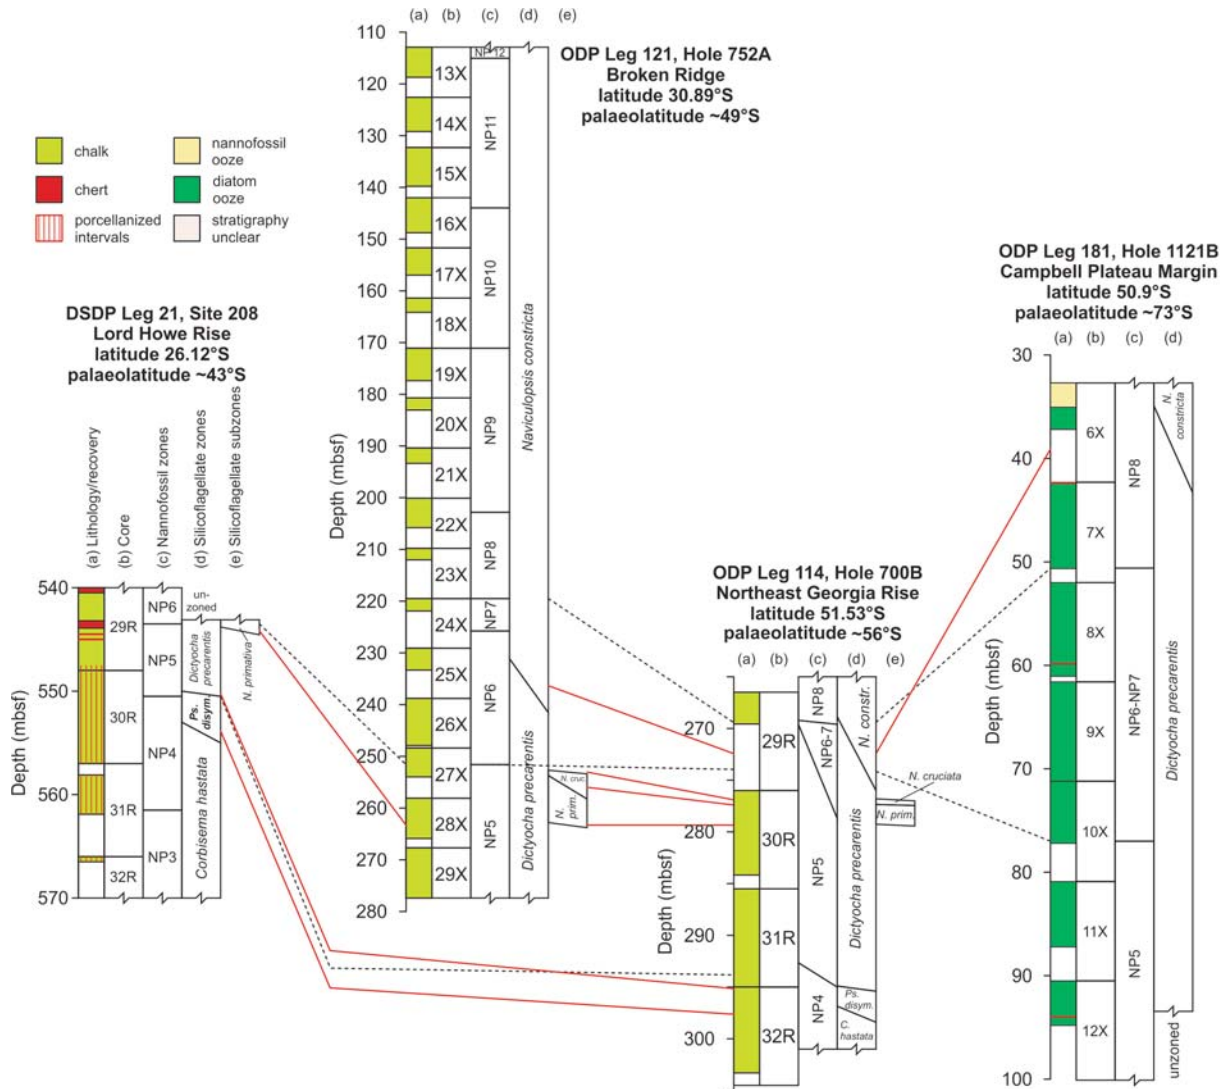 (a) (b) (c) (d) (e)
ODP Leg 121, Hole 752A
Broken Ridge
latitude 30.89°S
palaeolatitude ~49°S
110
120
130
140
150
160
170
180
190
200
210
220
230
240
250
260
270
280
Depth (mbsf)
13X
14X
15X
16X
17X
18X
19X
20X
21X
22X
23X
24X
25X
26X
27X
28X
29X
NP12
NP11
NP10
NP9
NP8
NP7
NP6
NP5
Naviculopsis constricta
Dictyocha precarentis
N. cruc.
N. prim.
chalk
chert
porcellanized
intervals
nannofossil
ooze
diatom
ooze
stratigraphy
unclear
DSDP Leg 21, Site 208
Lord Howe Rise
latitude 26.12°S
palaeolatitude ~43°S
(a) Lithology/recovery
(b) Core
(c) Nannofossil zones
(d) Silicoflagellate zones
(e) Silicoflagellate subzones
540
550
560
570
Depth (mbsf)
29R
30R
31R
32R
NP6
NP5
NP4
NP3
un-
zoned
Dictyocha
precarentis
Ps.
disym.
Corbisema hastata
N. primativa
ODP Leg 114, Hole 700B
Northeast Georgia Rise
latitude 51.53°S
palaeolatitude ~56°S
(a) (b) (c) (d) (e)
270
280
290
300
Depth (mbsf)
29R
30R
31R
32R
NP8
NP6-7
NP5
NP4
N. constr.
Dictyocha precarentis
Ps.
disym.
C.
hastata
N. cruciata
N. prim.
ODP Leg 181, Hole 1121B
Campbell Plateau Margin
latitude 50.9°S
palaeolatitude ~73°S
(a) (b) (c) (d)
30
40
50
60
70
80
90
100
Depth (mbsf)
6X
7X
8X
9X
10X
11X
12X
NP8
NP6-NP7
NP5
N.
constricta
Dictyocha precarentis
unzoned